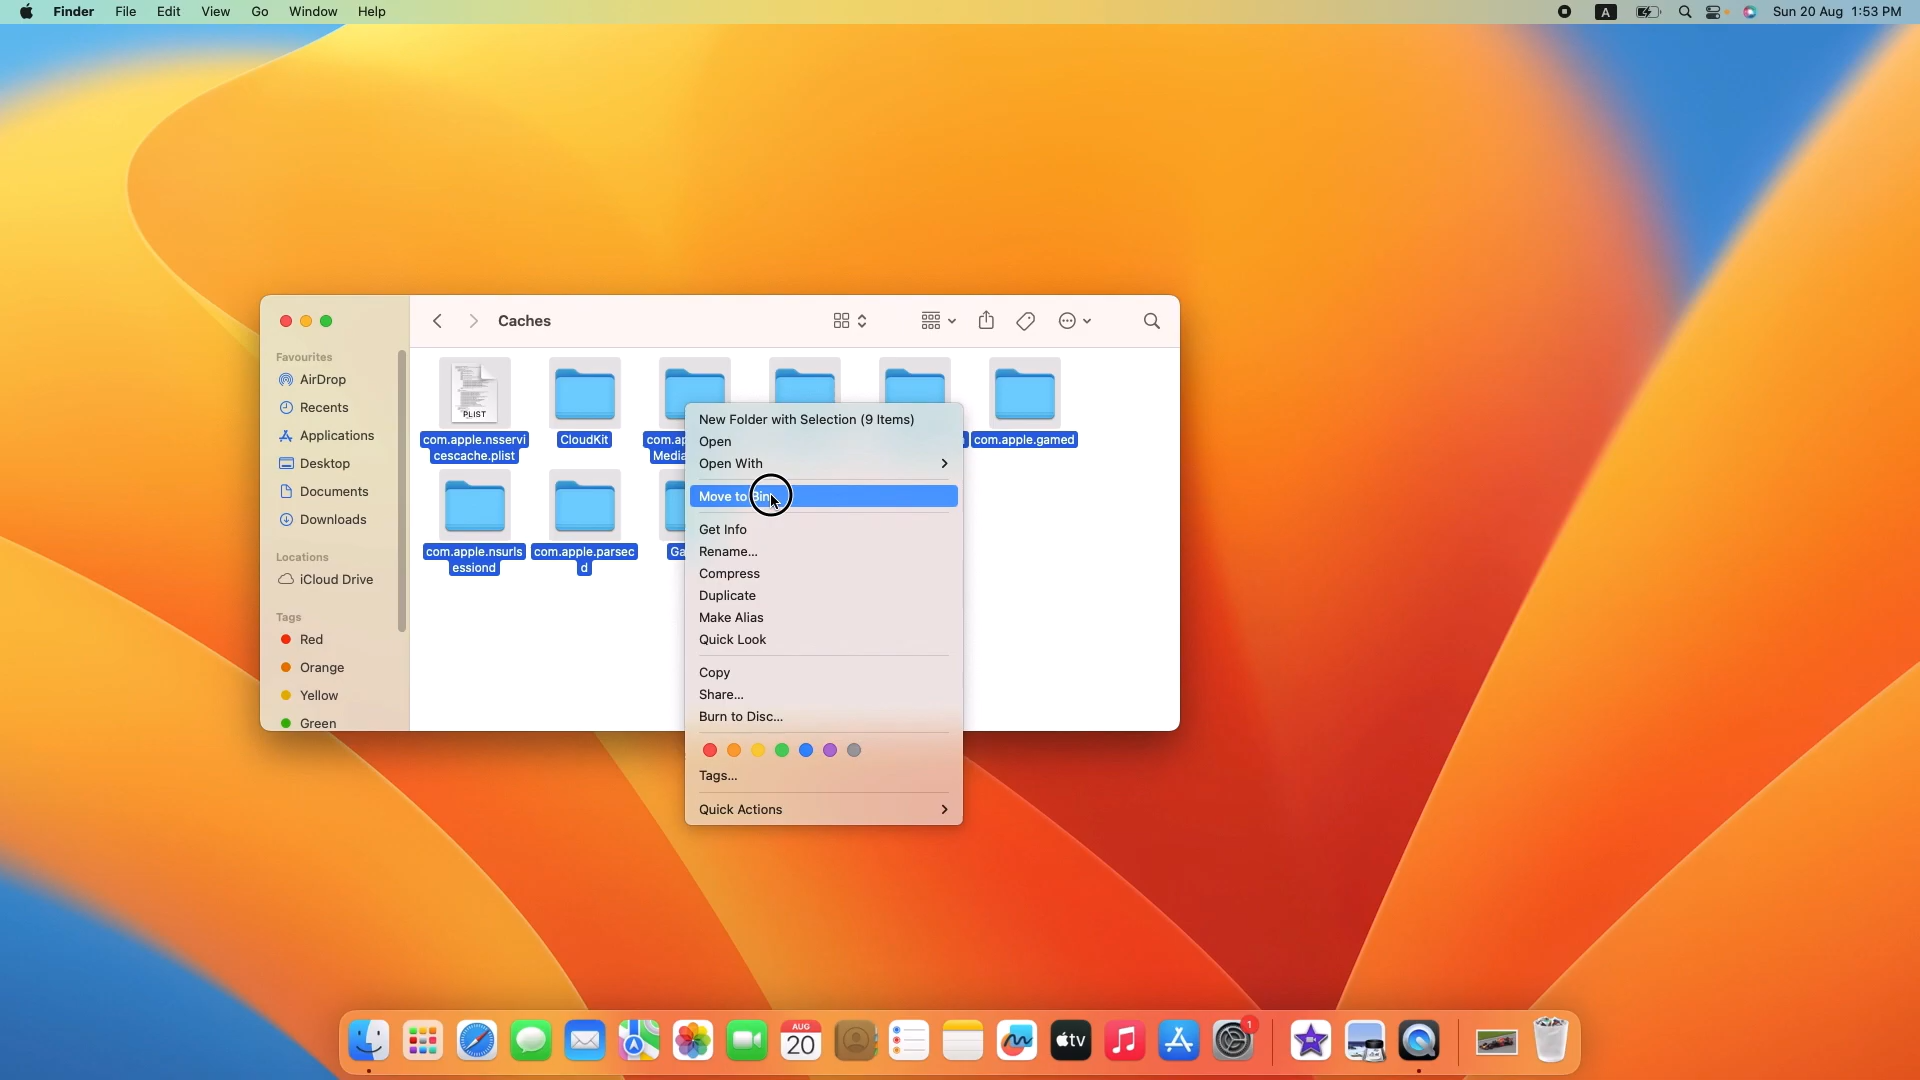 Finder File Edit View Go Window Help
A
Sun 20 Aug 1:53 PM
Caches
Favourites
AirDrop
Recents
Applications
Desktop
Documents
Downloads
Locations
iCloud Drive
Tags
Red
Orange
Yellow
Green
PLIST
com.apple.nsservi
cescache.plist
CloudKit
com.ap
Media
com.apple.gamed
com.apple.nsurls
essiond
com.apple.parsec
d
Ga
New Folder with Selection (9 Items)
Open
Open With
Move to Bin
Get Info
Rename...
Compress
Duplicate
Make Alias
Quick Look
Copy
Share...
Burn to Disc...
Tags...
Quick Actions
AUG
20
tv
1